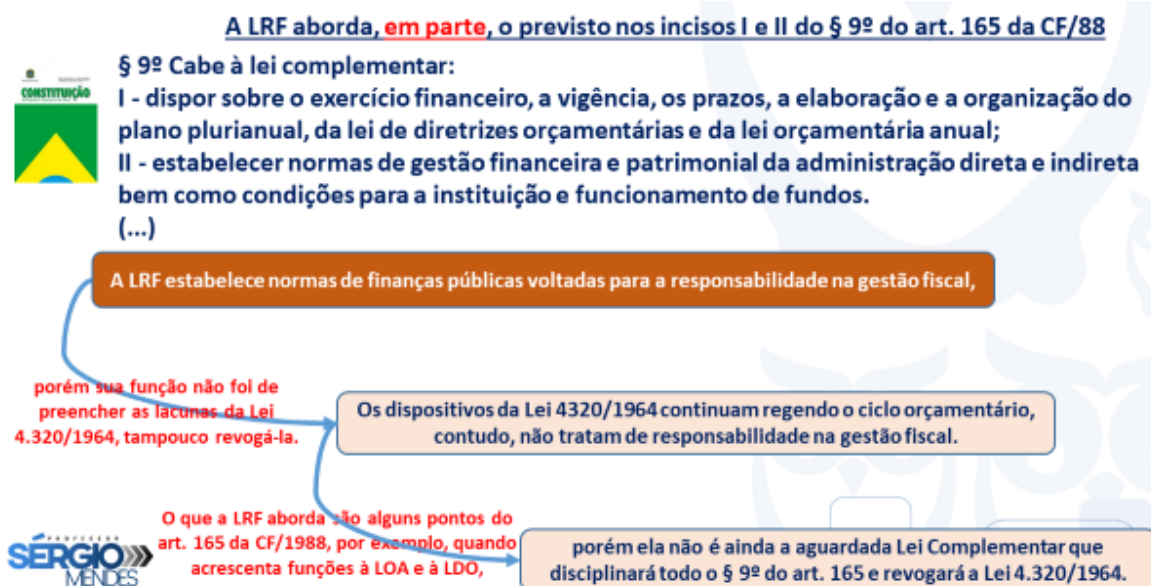 A LRF aborda, em parte, o previsto nos incisos I e II do § 9º do art. 165 da CF/88
CONSTITUIÇÃO
§ 9º Cabe à lei complementar:
I - dispor sobre o exercício financeiro, a vigência, os prazos, a elaboração e a organização do
plano plurianual, da lei de diretrizes orçamentárias e da lei orçamentária anual;
II - estabelecer normas de gestão financeira e patrimonial da administração direta e indireta
bem como condições para a instituição e funcionamento de fundos.
(...)
A LRF estabelece normas de finanças públicas voltadas para a responsabilidade na gestão fiscal,
porém sua função não foi de
preencher as lacunas da Lei
4.320/1964, tampouco revogá-la.
Os dispositivos da Lei 4320/1964 continuam regendo o ciclo orçamentário,
contudo, não tratam de responsabilidade na gestão fiscal.
O que a LRF aborda são alguns pontos do
art. 165 da CF/1988, por exemplo, quando
acrescenta funções à LOA e à LDO,
porém ela não é ainda a aguardada Lei Complementar que
disciplinará todo o § 9º do art. 165 e revogará a Lei 4.320/1964.
PROFESSOR
SÉRGIO
MENDES